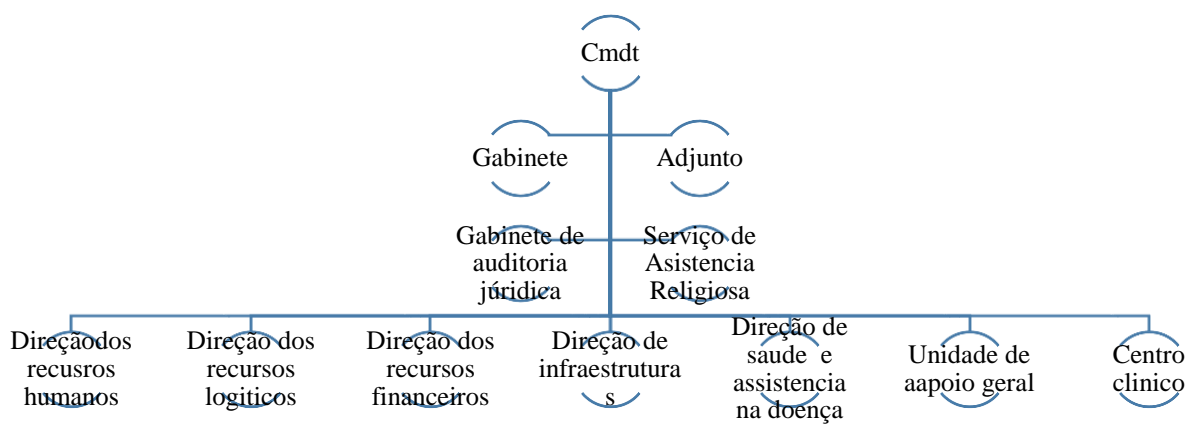 Cmdt
Gabinete
Adjunto
Gabinete de
auditoria
júridica
Serviço de
Asistencia
Religiosa
Direçãodos
recusros
humanos
Direção dos
recursos
logiticos
Direção dos
recursos
financeiros
Direção de
infraestrutura
s
Direção de
saude e
assistencia
na doença
Unidade de
aapoio geral
Centro
clinico